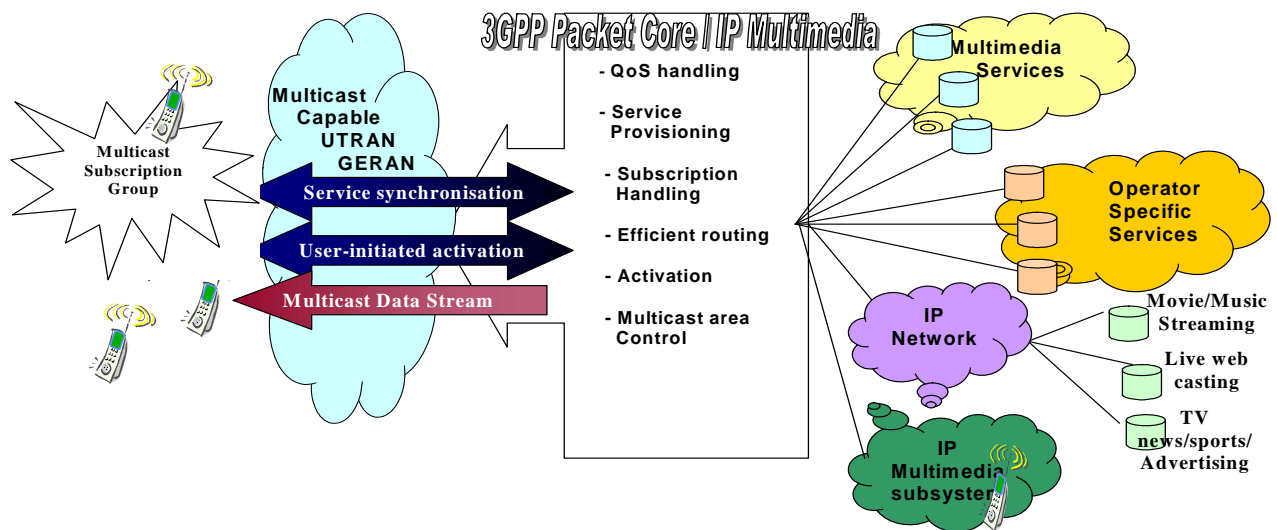 3GPP Packet Core / IP Multimedia
Multicast
Subscription
Group
Multicast
Capable
UTRAN
GERAN
Service synchronisation
User-initiated activation
Multicast Data Stream
- QoS handling
- Service
Provisioning
- Subscription
Handling
- Efficient routing
- Activation
- Multicast area
Control
Multimedia
Services
Operator
Specific
Services
IP
Network
Movie/Music
Streaming
Live web
casting
TV
news/sports/
Advertising
IP
Multimedia
subsystem